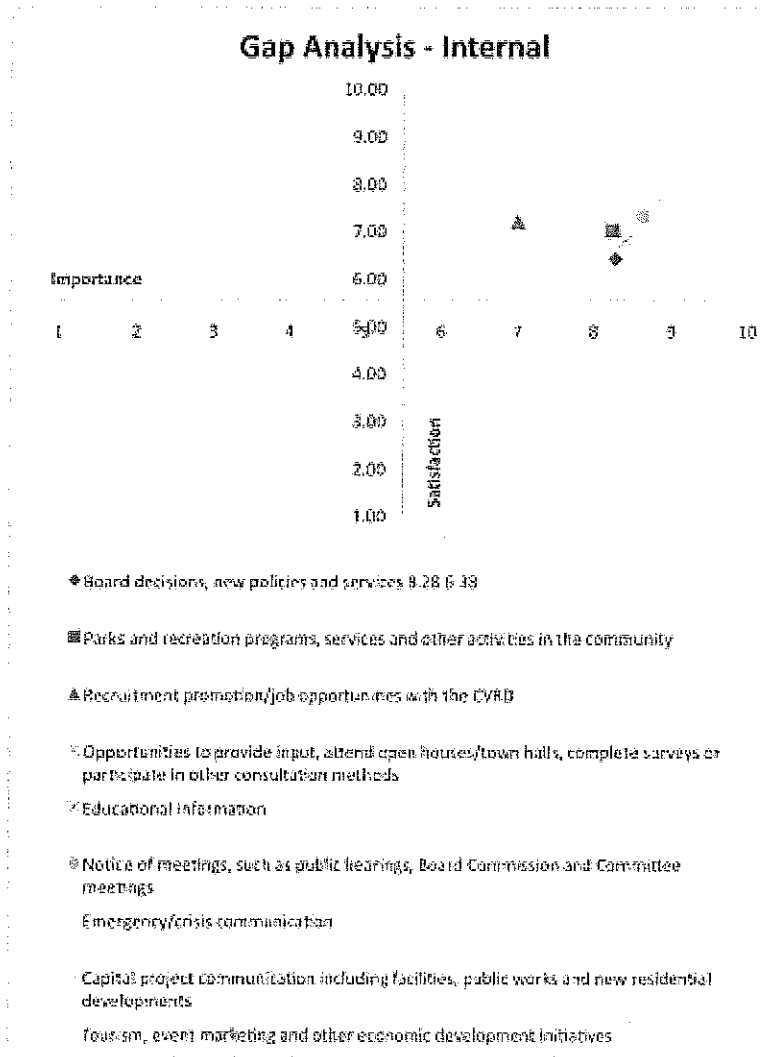 Gap Analysis - Internal
10.00
9.00
8.00
7.00
Importance 6.00
1 2 3 4 5.00 6 7 8 9 10
4.00
3.00
2.00
1.00
Satisfaction
Board decisions, new policies and services 8.28 6.38
Parks and recreation programs, services and other activities in the community
Recruitment promotion/job opportunities with the CVRD
Opportunities to provide input, attend open houses/town halls, complete surveys or
participate in other consultation methods
Educational information
Notice of meetings, such as public hearings, Board Commission and Committee
meetings
Emergency/crisis communication
Capital project communication including facilities, public works and new residential
developments
Tourism, event marketing and other economic development initiatives